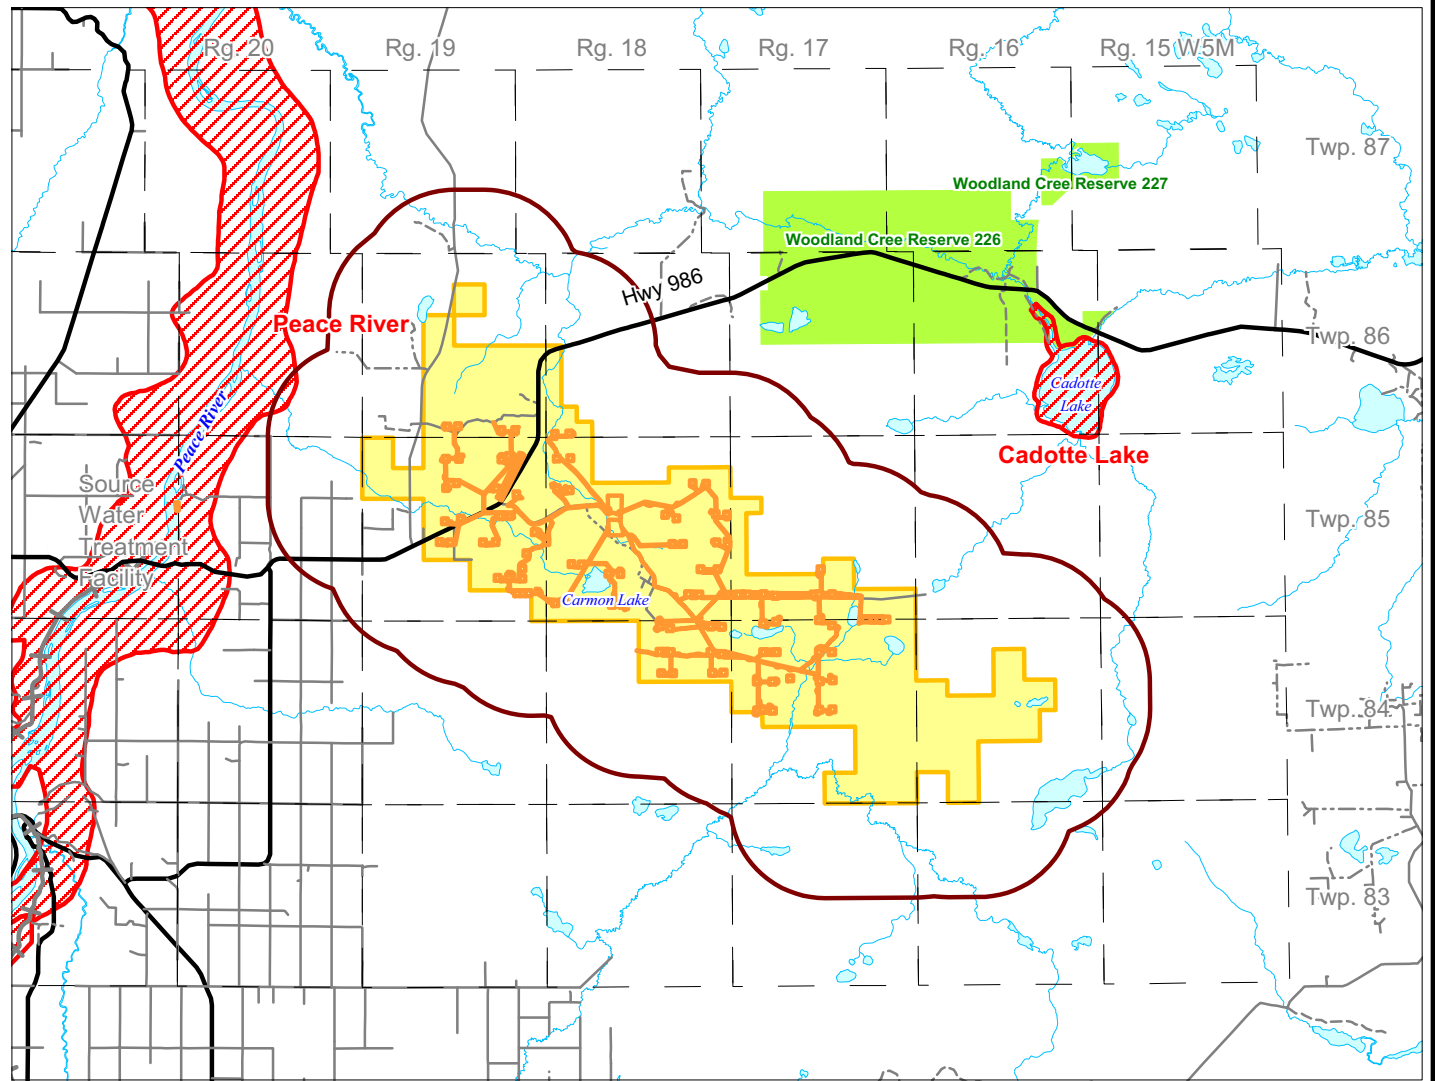 Rg. 20
Rg. 19
Rg. 18
Rg. 17
Rg. 16
Rg. 15 W5M
Twp. 87
Woodland Cree Reserve 227
Woodland Cree Reserve 226
Hwy 986
Peace River
Twp. 86
Cadotte
Lake
Peace River
Cadotte Lake
Source
Water
Treatment
Facility
Twp. 85
Carmon Lake
Twp. 84
Twp. 83